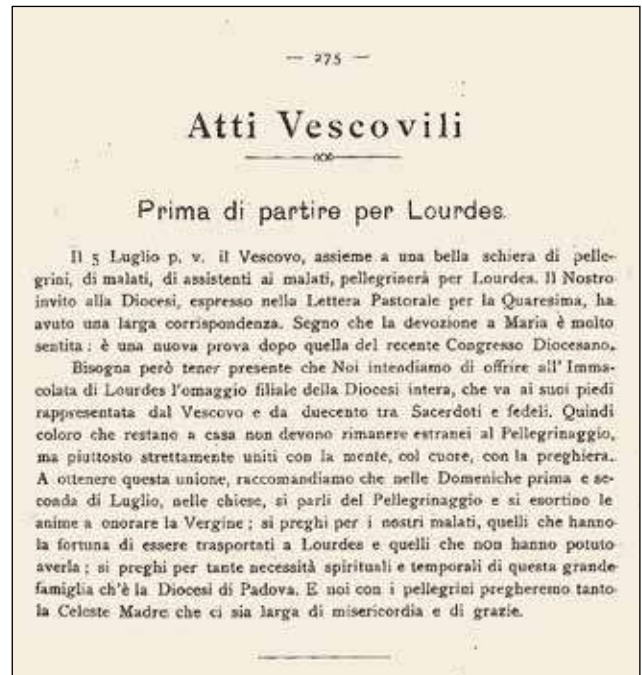 — 275 —
Atti Vescovili
Prima di partire per Lourdes.
Il 5 Luglio p. v. il Vescovo, assieme a una bella schiera di pelle-
grini, di malati, di assistenti ai malati, pellegrinerà per Lourdes. Il Nostro
invito alla Diocesi, espresso nella Lettera Pastorale per la Quaresima, ha
avuto una larga corrispondenza. Segno che la devozione a Maria è molto
sentita : è una nuova prova dopo quella del recente Congresso Diocesano.
Bisogna però tener presente che Noi intendiamo di offrire all' Imma-
colata di Lourdes l'omaggio filiale della Diocesi intera, che va ai suoi piedi
rappresentata dal Vescovo e da duecento tra Sacerdoti e fedeli. Quindi
coloro che restano a casa non devono rimanere estranei al Pellegrinaggio,
ma piuttosto strettamente uniti con la mente, col cuore, con la preghiera.
A ottenere questa unione, raccomandiamo che nelle Domeniche prima e se-
conda di Luglio, nelle chiese, si parli del Pellegrinaggio e si esortino le
anime a onorare la Vergine ; si preghi per i nostri malati, quelli che hanno
la fortuna di essere trasportati a Lourdes e quelli che non hanno potuto
averla ; si preghi per tante necessità spirituali e temporali di questa grande
famiglia ch'è la Diocesi di Padova. E noi con i pellegrini pregheremo tanto
la Celeste Madre che ci sia larga di misericordia e di grazie.